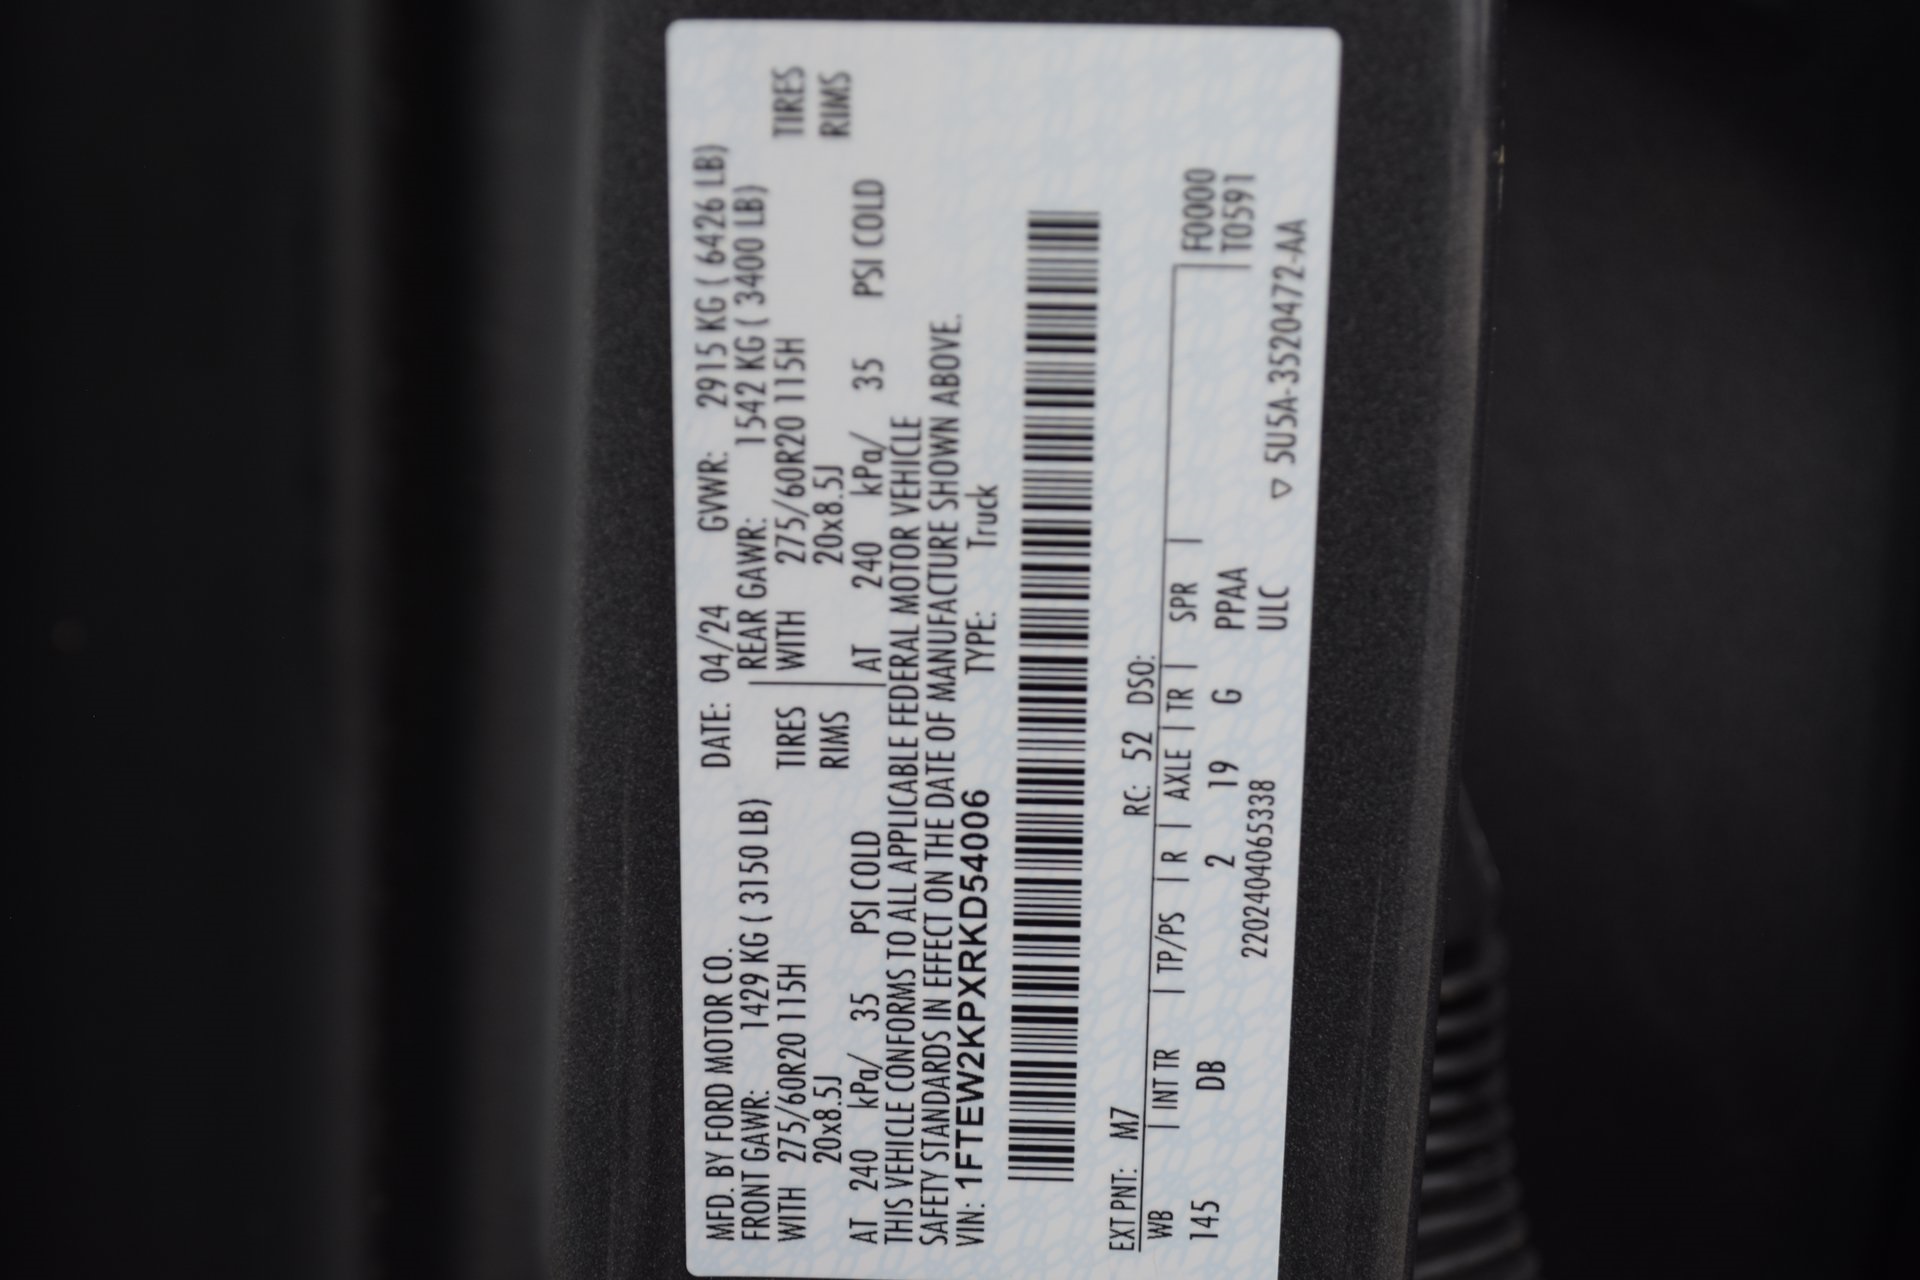 MFD. BY FORD MOTOR CO. DATE: 04/24 GVWR: 2915 KG ( 6426 LB)
FRONT GAWR: 1429 KG ( 3150 LB) REAR GAWR: 1542 KG ( 3400 LB)
WITH 275/60R20 115H TIRES WITH 275/60R20 115H TIRES
20x8.5J RIMS 20x8.5J RIMS
AT 240 kPa/ 35 PSI COLD AT 240 kPa/ 35 PSI COLD
THIS VEHICLE CONFORMS TO ALL APPLICABLE FEDERAL MOTOR VEHICLE
SAFETY STANDARDS IN EFFECT ON THE DATE OF MANUFACTURE SHOWN ABOVE.
VIN: 1FTEW2KPXRKD54006 TYPE: Truck
EXT PNT: M7 RC: 52 DSO:
WB | INT TR | TP/PS | R | AXLE | TR | SPR | F0000
145 DB 2 19 G PPAA T0591
2202404065338 ULC ▽ 5U5A-3520472-AA